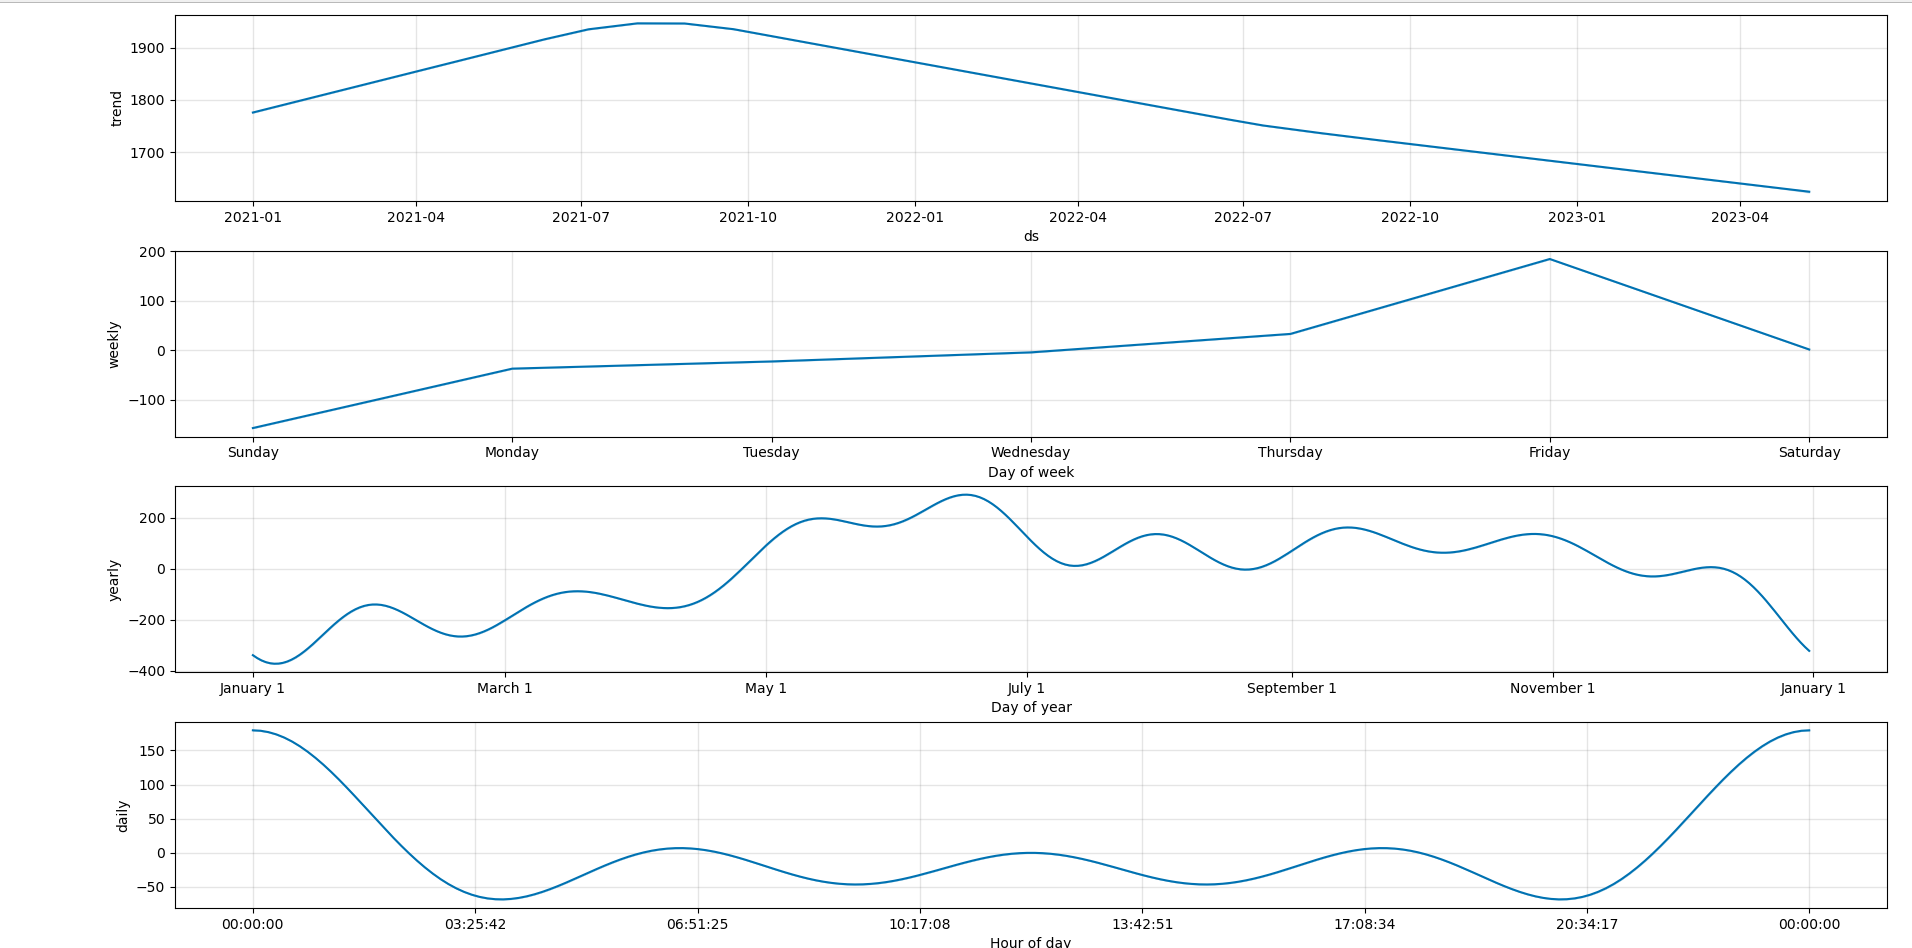 trend
1900
1800
1700
2021-01 2021-04 2021-07 2021-10 2022-01 2022-04 2022-07 2022-10 2023-01 2023-04
ds
weekly
200
100
0
−100
Sunday Monday Tuesday Wednesday Thursday Friday Saturday
Day of week
yearly
200
0
−200
−400
January 1 March 1 May 1 July 1 September 1 November 1 January 1
Day of year
daily
150
100
50
0
−50
00:00:00 03:25:42 06:51:25 10:17:08 13:42:51 17:08:34 20:34:17 00:00:00
Hour of day